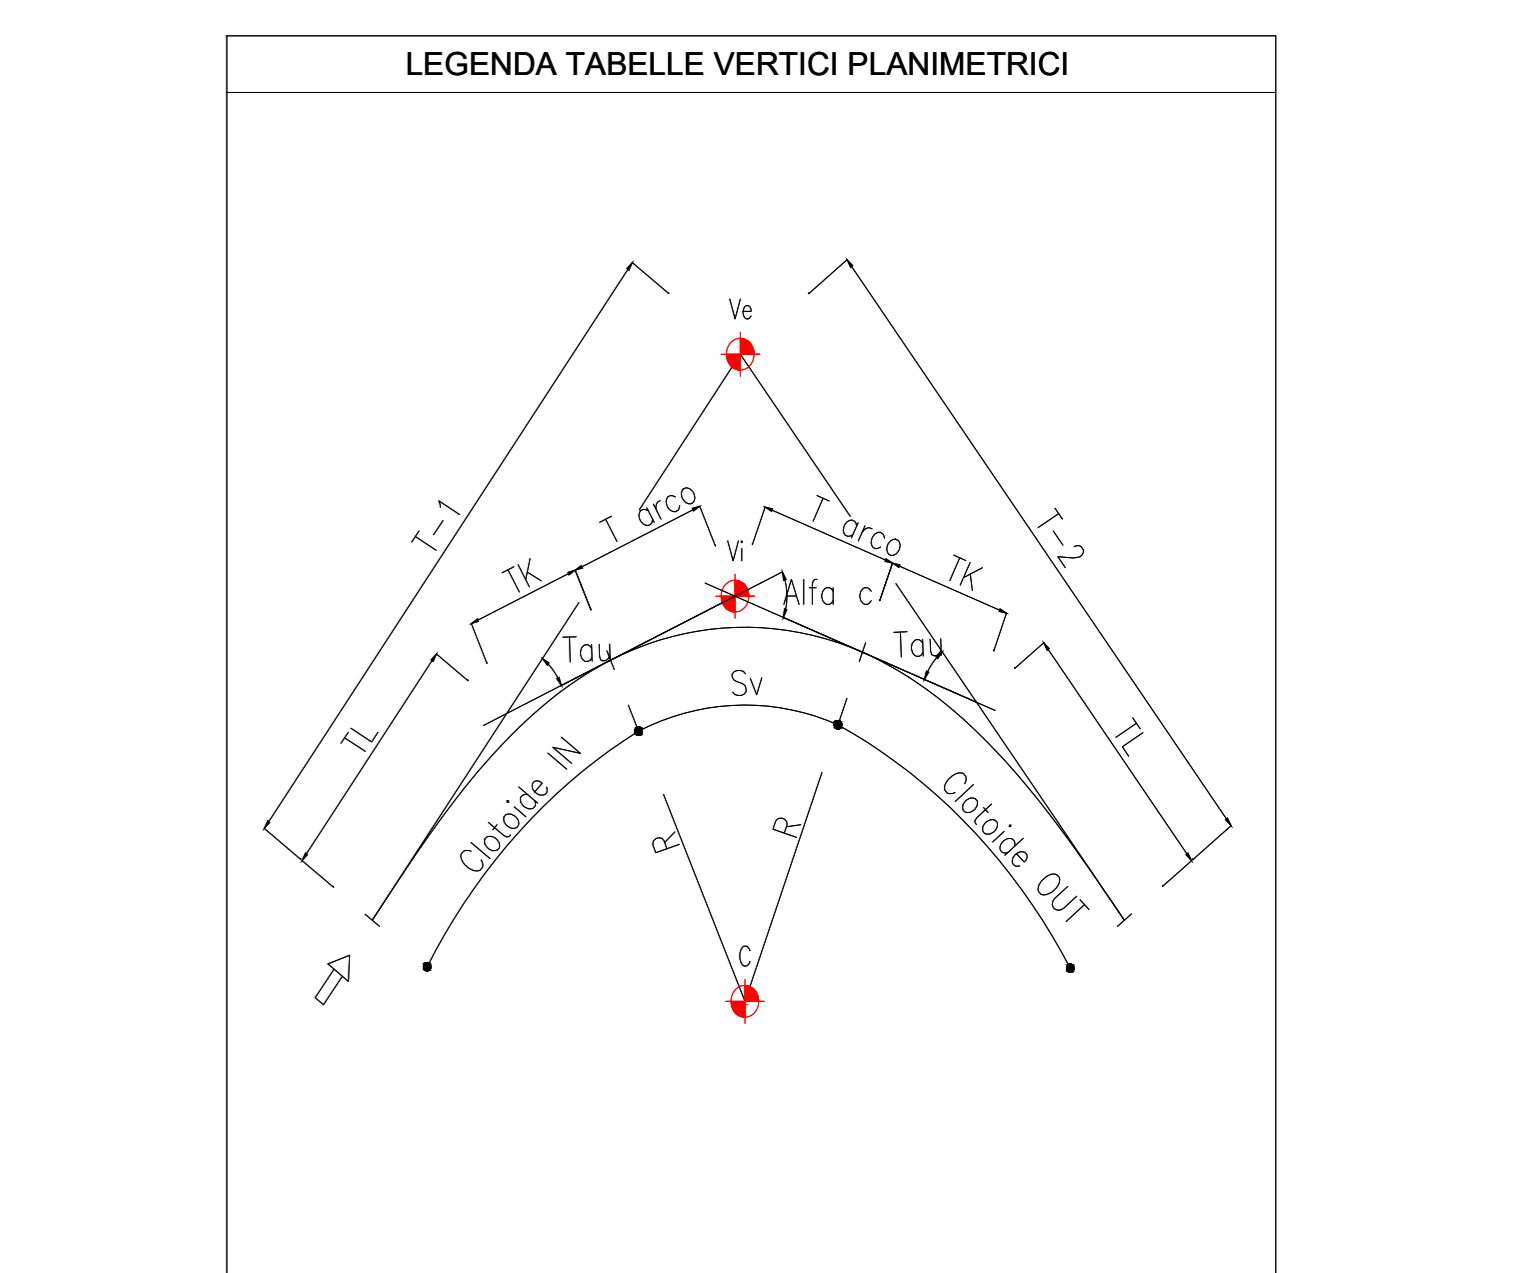 LEGENDA TABELLE VERTICI PLANIMETRICI
Ve
T-1
T arco
T arco
T-2
Vi
TK
TK
Alfa c
Tau
Tau
Sv
TL
TL
Clotoide IN
Clotoide OUT
R
R
C